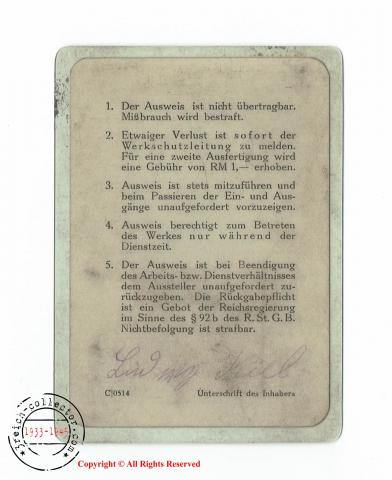 1. Der Ausweis ist nicht übertragbar.
Mißbrauch wird bestraft.
2. Etwaiger Verlust ist sofort der
Werkschutzleitung zu melden.
Für eine zweite Ausfertigung wird
eine Gebühr von RM 1,— erhoben.
3. Ausweis ist stets mitzuführen und
beim Passieren der Ein- und Aus-
gänge unaufgefordert vorzuzeigen.
4. Ausweis berechtigt zum Betreten
des Werkes nur während der
Dienstzeit.
5. Der Ausweis ist bei Beendigung
des Arbeits- bzw. Dienstverhältnisses
dem Aussteller unaufgefordert zu-
rückzugeben. Die Rückgabepflicht
ist ein Gebot der Reichsregierung
im Sinne des § 92 b des R. St. G. B.
Nichtbefolgung ist strafbar.
C|0514 Unterschrift des Inhabers
3reich-collector.com
1933-1945
Copyright © All Rights Reserved